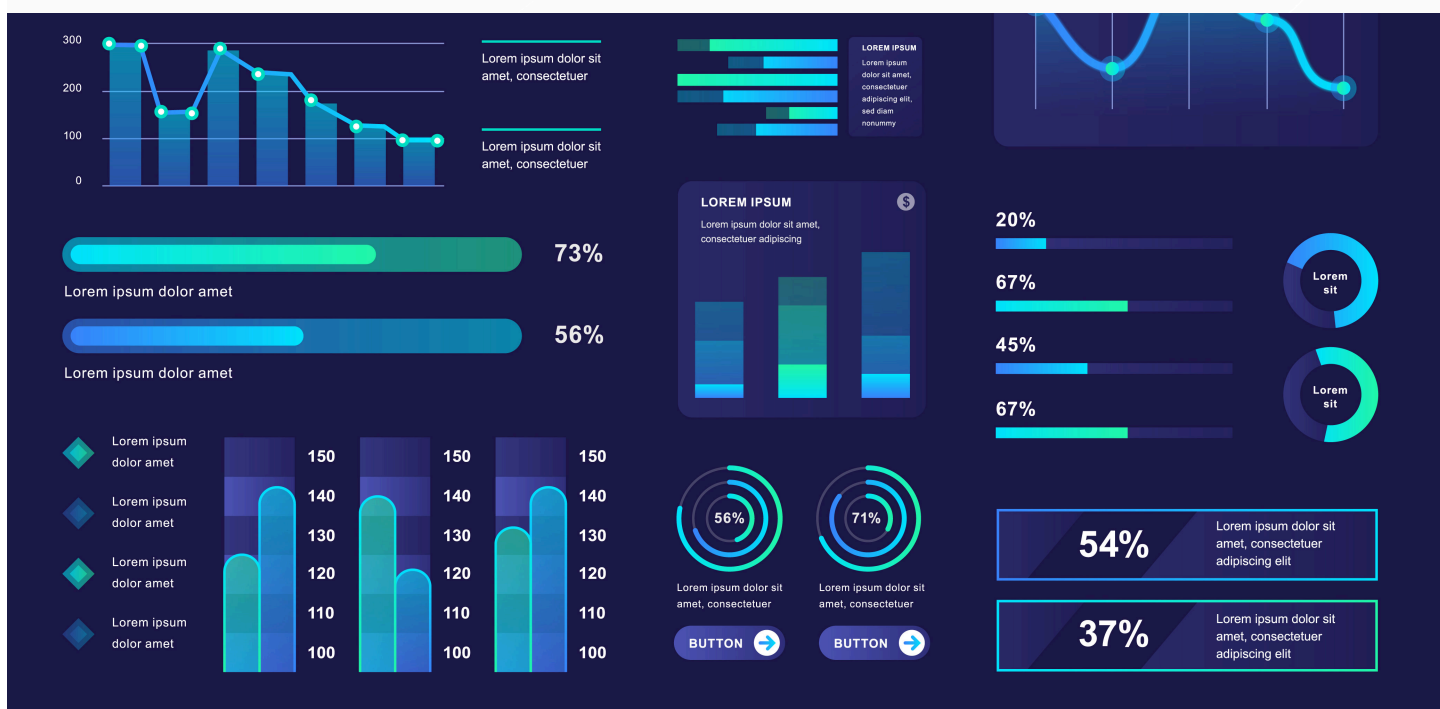 300
200
100
0
Lorem ipsum dolor sit
amet, consectetuer
Lorem ipsum dolor sit
amet, consectetuer
LOREM IPSUM
Lorem ipsum
dolor sit amet,
consectetuer
adipiscing elit,
sed diam
nonummy
73%
Lorem ipsum dolor amet
56%
Lorem ipsum dolor amet
LOREM IPSUM
$
Lorem ipsum dolor sit amet,
consectetuer adipiscing
20%
67%
45%
67%
Lorem
sit
Lorem
sit
Lorem ipsum
dolor amet
Lorem ipsum
dolor amet
Lorem ipsum
dolor amet
Lorem ipsum
dolor amet
150
140
130
120
110
100
150
140
130
120
110
100
150
140
130
120
110
100
56%
Lorem ipsum dolor sit
amet, consectetuer
BUTTON
71%
Lorem ipsum dolor sit
amet, consectetuer
BUTTON
54%
Lorem ipsum dolor sit
amet, consectetuer
adipiscing elit
37%
Lorem ipsum dolor sit
amet, consectetuer
adipiscing elit